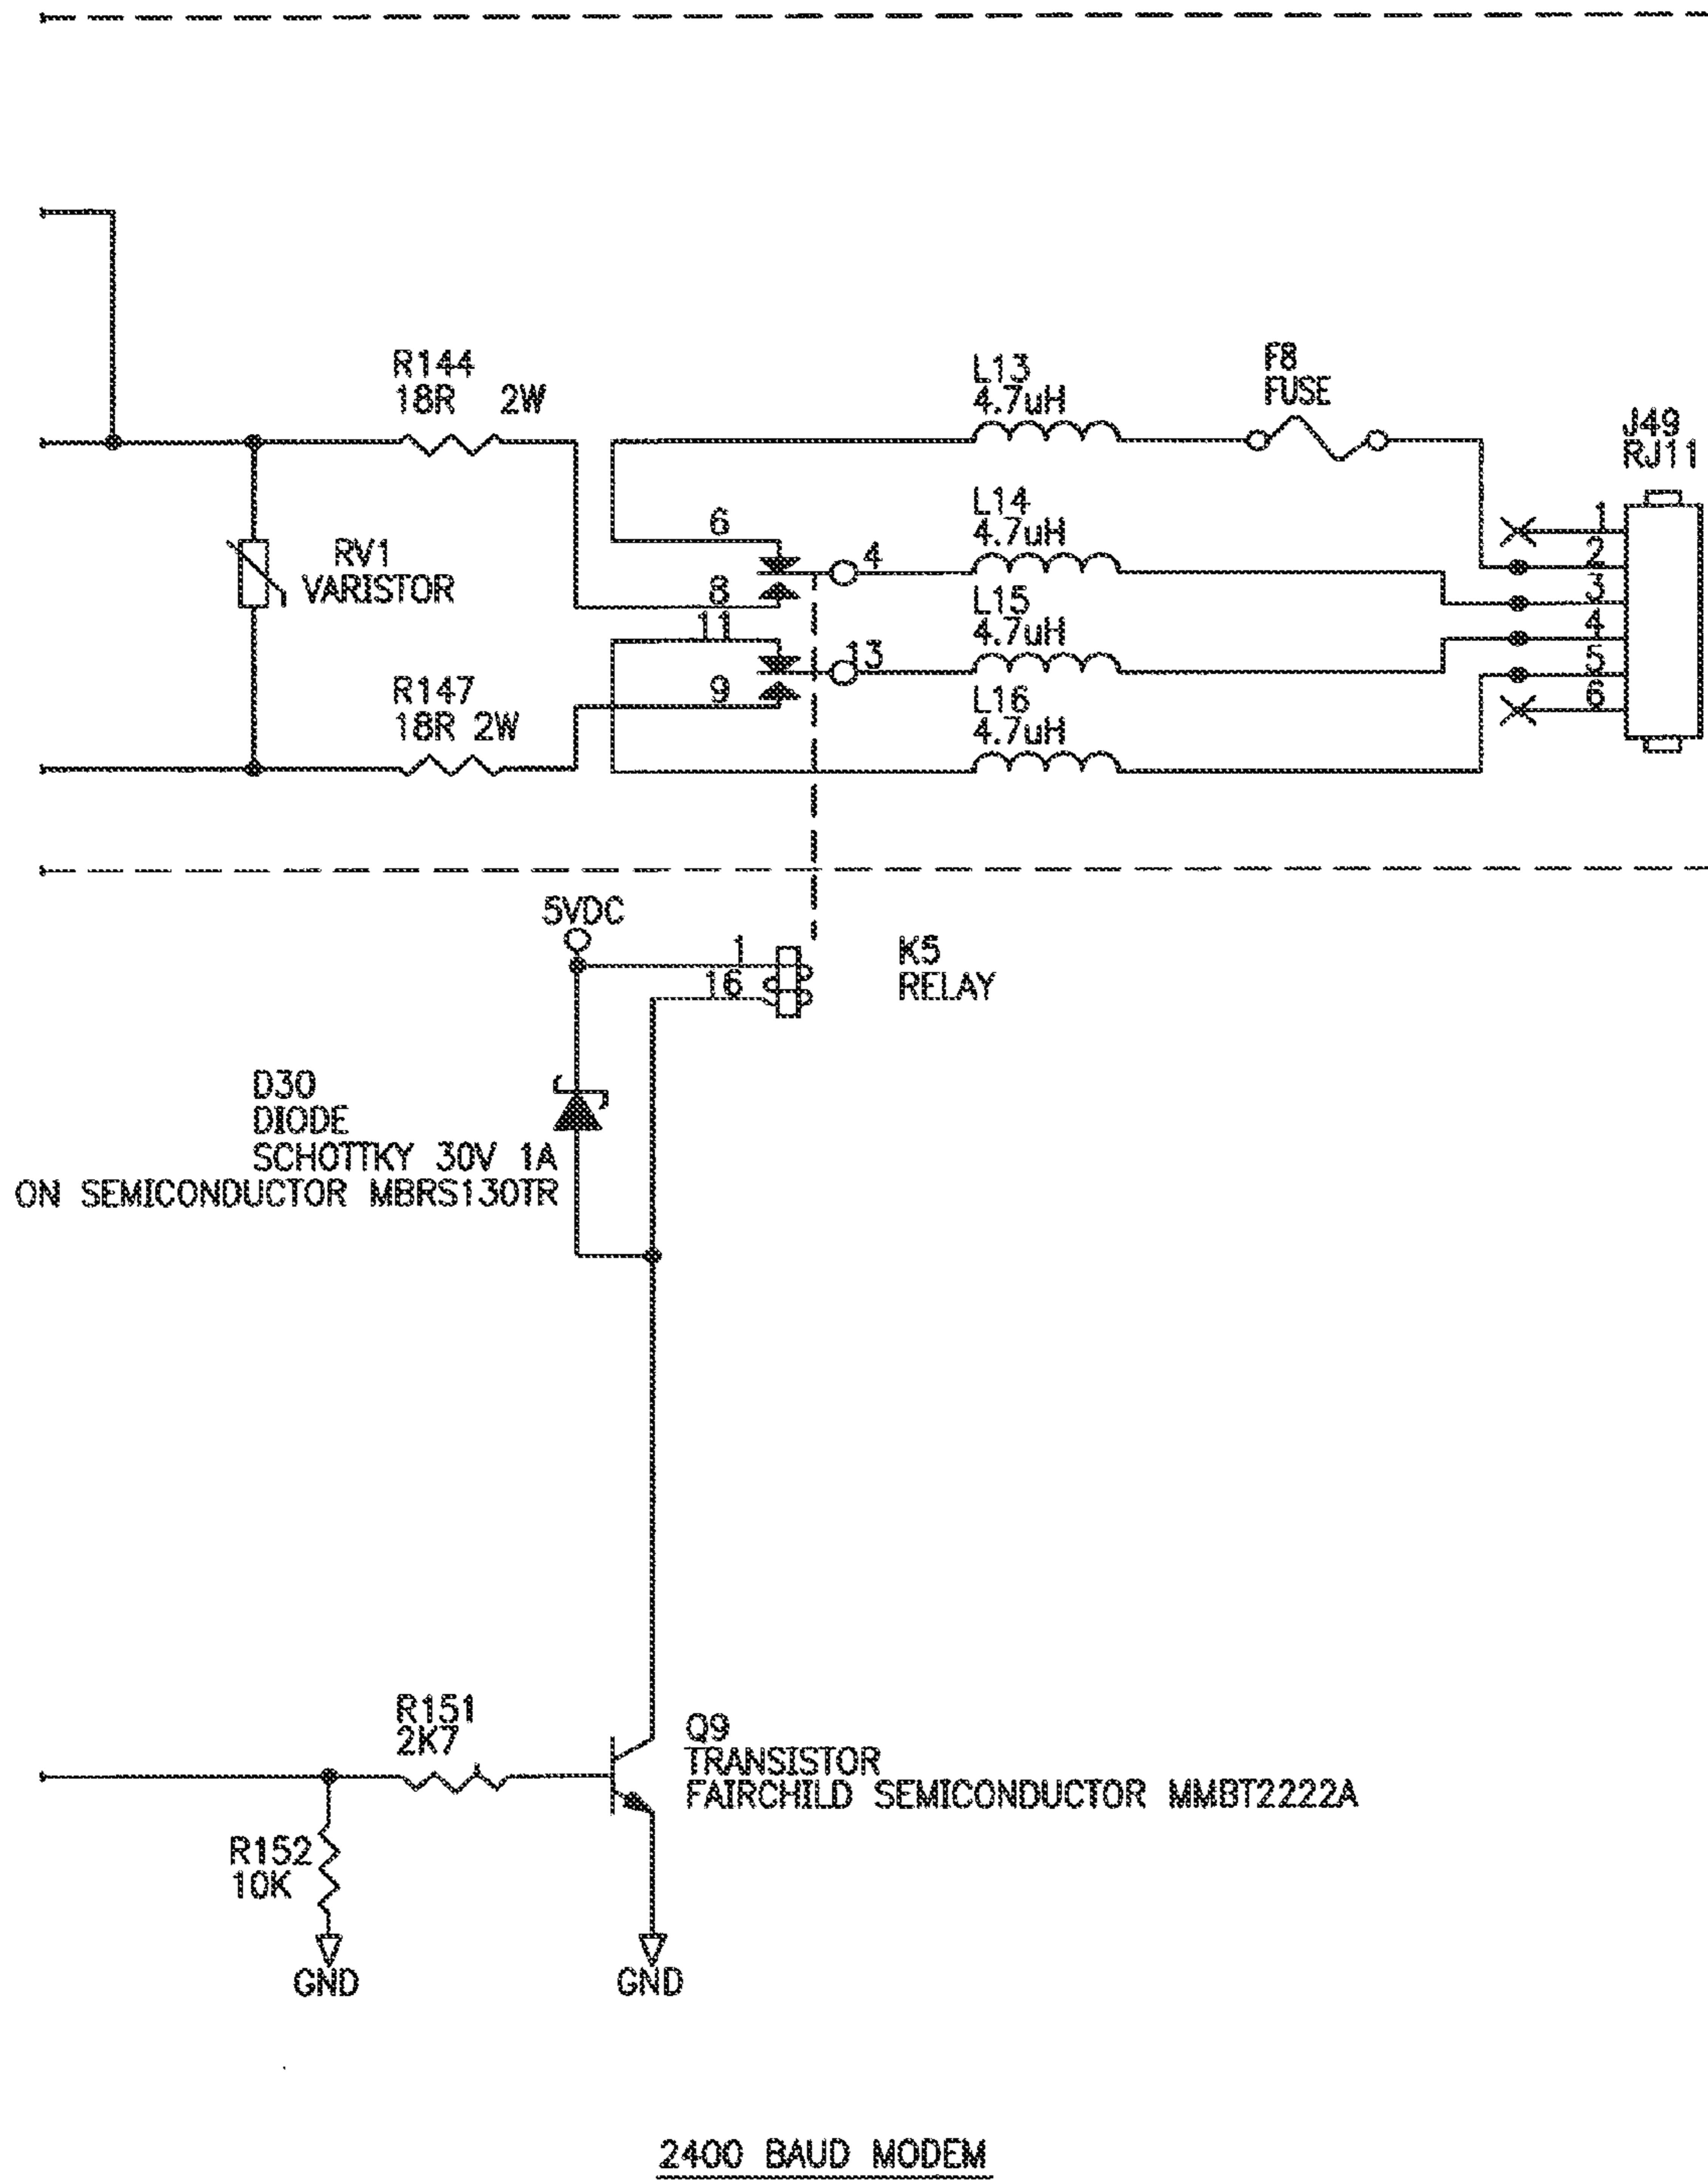 R144
18R 2W
L13
4.7uH
F8
FUSE
J49
RJ11
6
4
L14
4.7uH
1
2
3
4
5
6
RV1
VARISTOR
8
11
13
L15
4.7uH
R147
18R 2W
9
L16
4.7uH
5VDC
1
16
K5
RELAY
D30
DIODE
SCHOTTKY 30V 1A
ON SEMICONDUCTOR MBRS130TR
R151
2K7
Q9
TRANSISTOR
FAIRCHILD SEMICONDUCTOR MMBT2222A
R152
10K
GND
GND
2400 BAUD MODEM